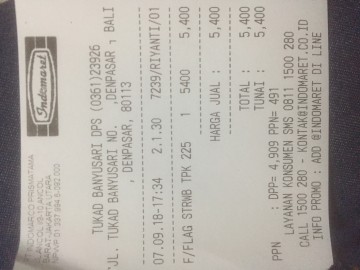 Indomaret
TUKAD BANYUSARI DPS (0361)23926
JL. TUKAD BANYUSARI NO. ,DENPASAR , BALI
, DENPASAR, 80113
07.09.18-17:34 2.1.30 7239/RIYANTI/01
F/FLAG STRWB YPK 225 1 5400 5,400
HARGA JUAL : 5,400
TOTAL : 5,400
TUNAI : 5,400
PPN : DPP= 4,909 PPN= 491
LAYANAN KONSUMEN SMS 0811 1500 280
CALL 1500 280 - KONTAK@INDOMARET.CO.ID
INFO PROMO : ADD @INDOMARET DI LINE